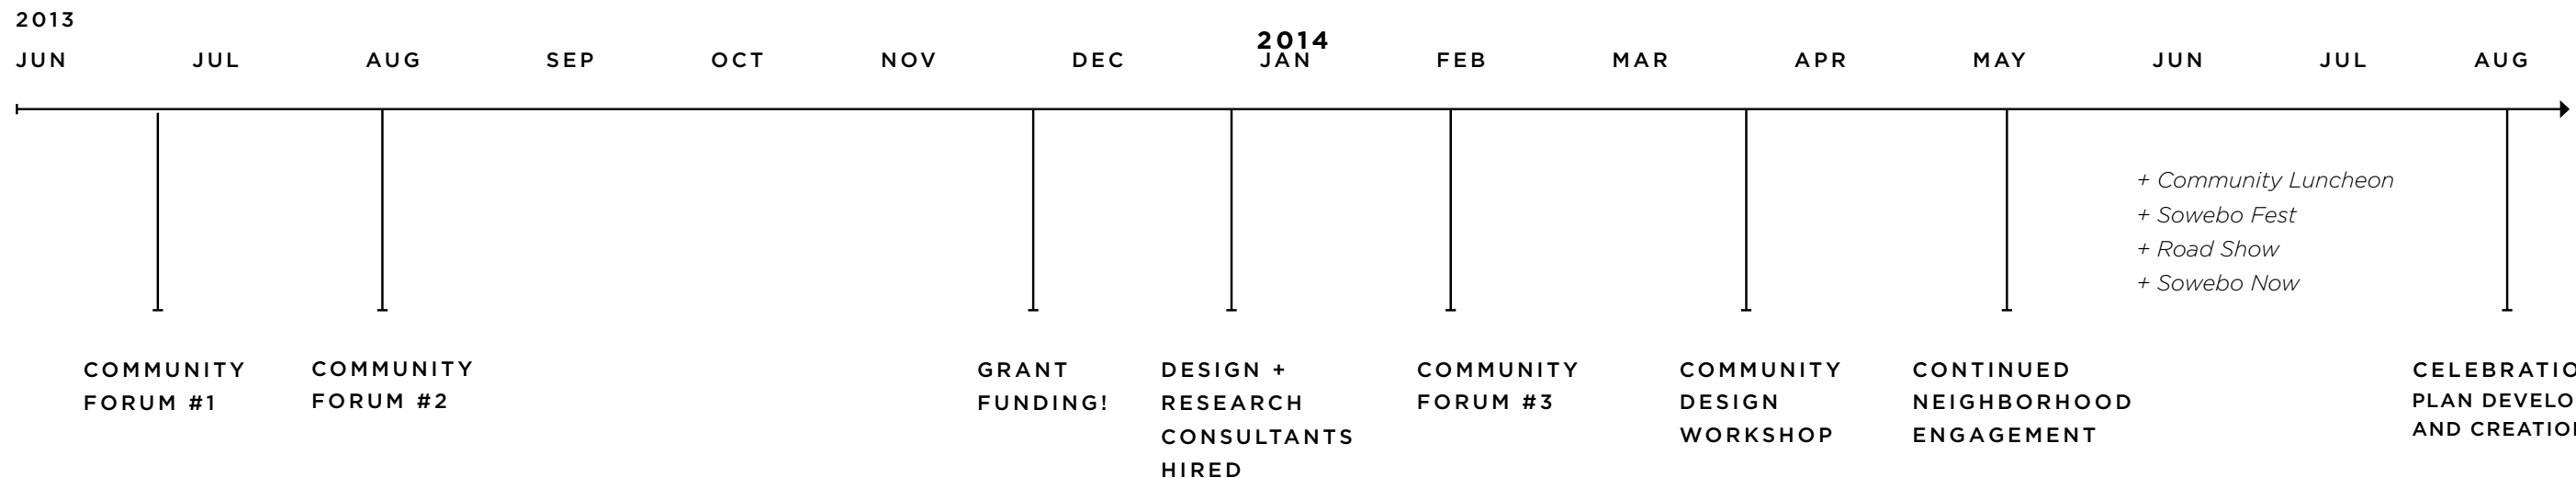 2013
2014
JUN JUL AUG SEP OCT NOV DEC JAN FEB MAR APR MAY JUN JUL AUG
+ Community Luncheon
+ Sowebo Fest
+ Road Show
+ Sowebo Now
COMMUNITY
FORUM #1
COMMUNITY
FORUM #2
GRANT
FUNDING!
DESIGN +
RESEARCH
CONSULTANTS
HIRED
COMMUNITY
FORUM #3
COMMUNITY
DESIGN
WORKSHOP
CONTINUED
NEIGHBORHOOD
ENGAGEMENT
PLAN
AND